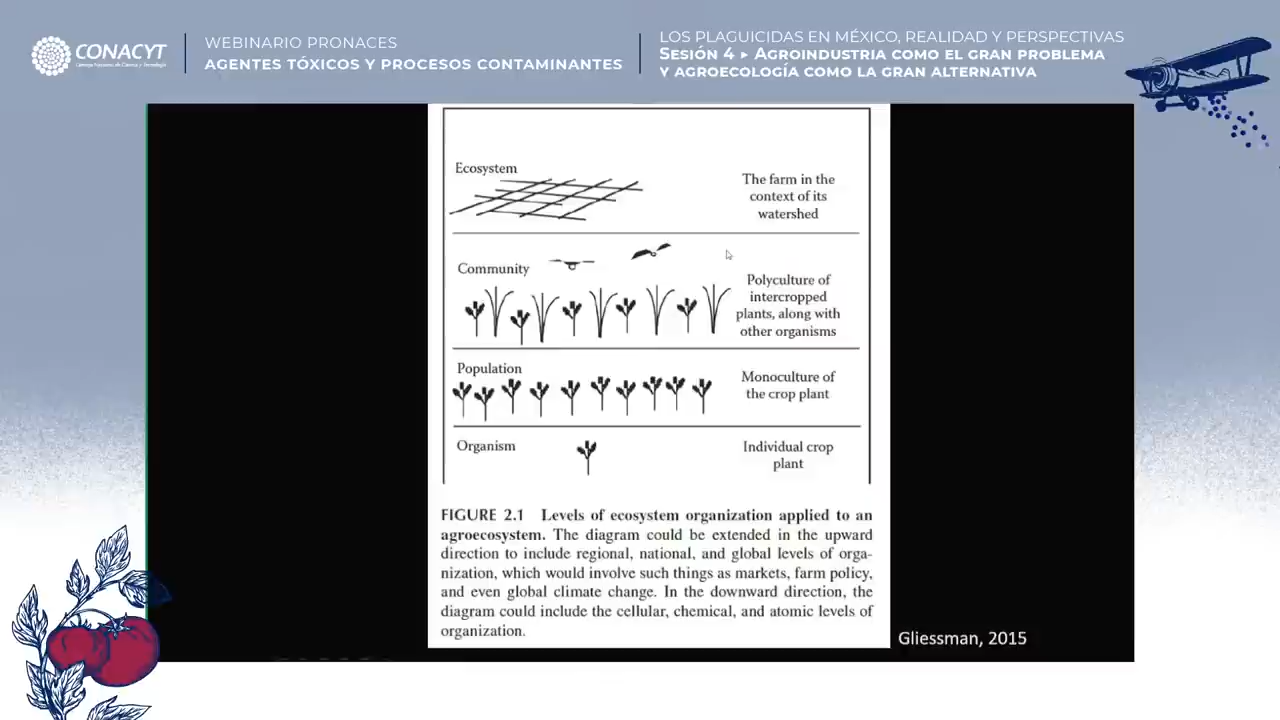 CONACYT
Consejo Nacional de Ciencia y Tecnología
WEBINARIO PRONACES
AGENTES TÓXICOS Y PROCESOS CONTAMINANTES
LOS PLAGUICIDAS EN MÉXICO, REALIDAD Y PERSPECTIVAS
SESIÓN 4 ▸ AGROINDUSTRIA COMO EL GRAN PROBLEMA
Y AGROECOLOGÍA COMO LA GRAN ALTERNATIVA
Ecosystem
The farm in the
context of its
watershed
Community
Polyculture of
intercropped
plants, along with
other organisms
Population
Monoculture of
the crop plant
Organism
Individual crop
plant
FIGURE 2.1 Levels of ecosystem organization applied to an
agroecosystem. The diagram could be extended in the upward
direction to include regional, national, and global levels of orga-
nization, which would involve such things as markets, farm policy,
and even global climate change. In the downward direction, the
diagram could include the cellular, chemical, and atomic levels of
organization.
Gliessman, 2015